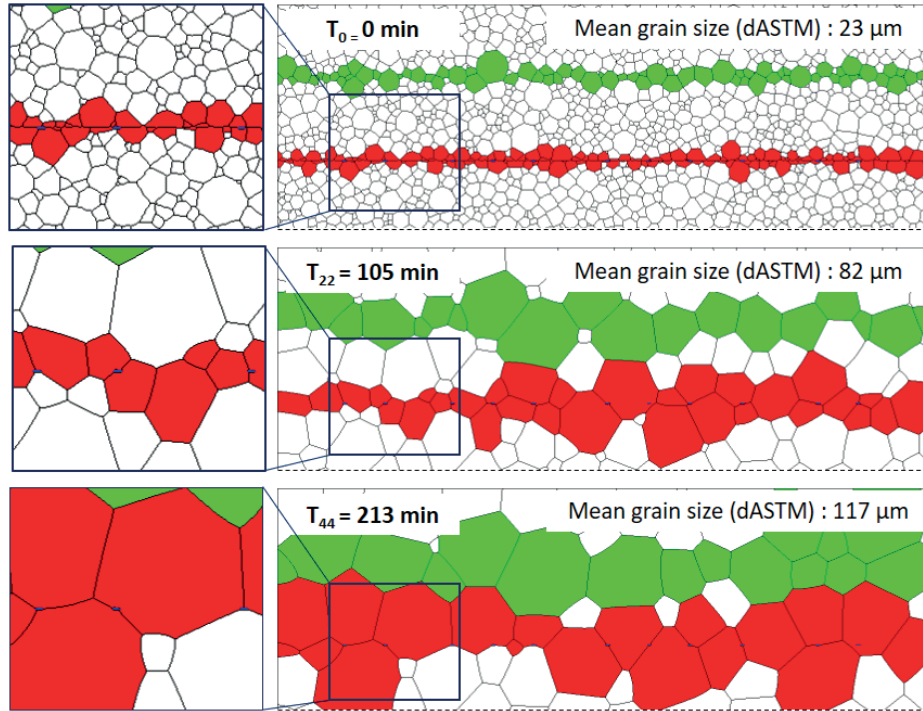 T₀ = 0 min Mean grain size (dASTM) : 23 µm
T₂₂ = 105 min Mean grain size (dASTM) : 82 µm
T₄₄ = 213 min Mean grain size (dASTM) : 117 µm